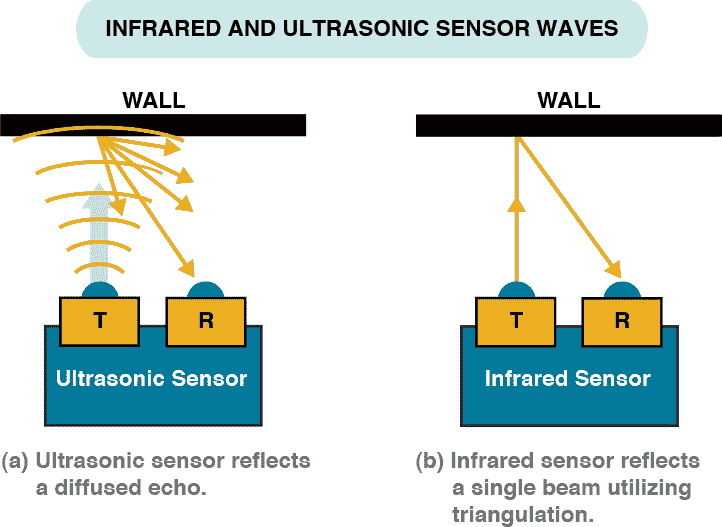 INFRARED AND ULTRASONIC SENSOR WAVES
WALL
T
R
Ultrasonic Sensor
(a) Ultrasonic sensor reflects
a diffused echo.
WALL
T
R
Infrared Sensor
(b) Infrared sensor reflects
a single beam utilizing
triangulation.